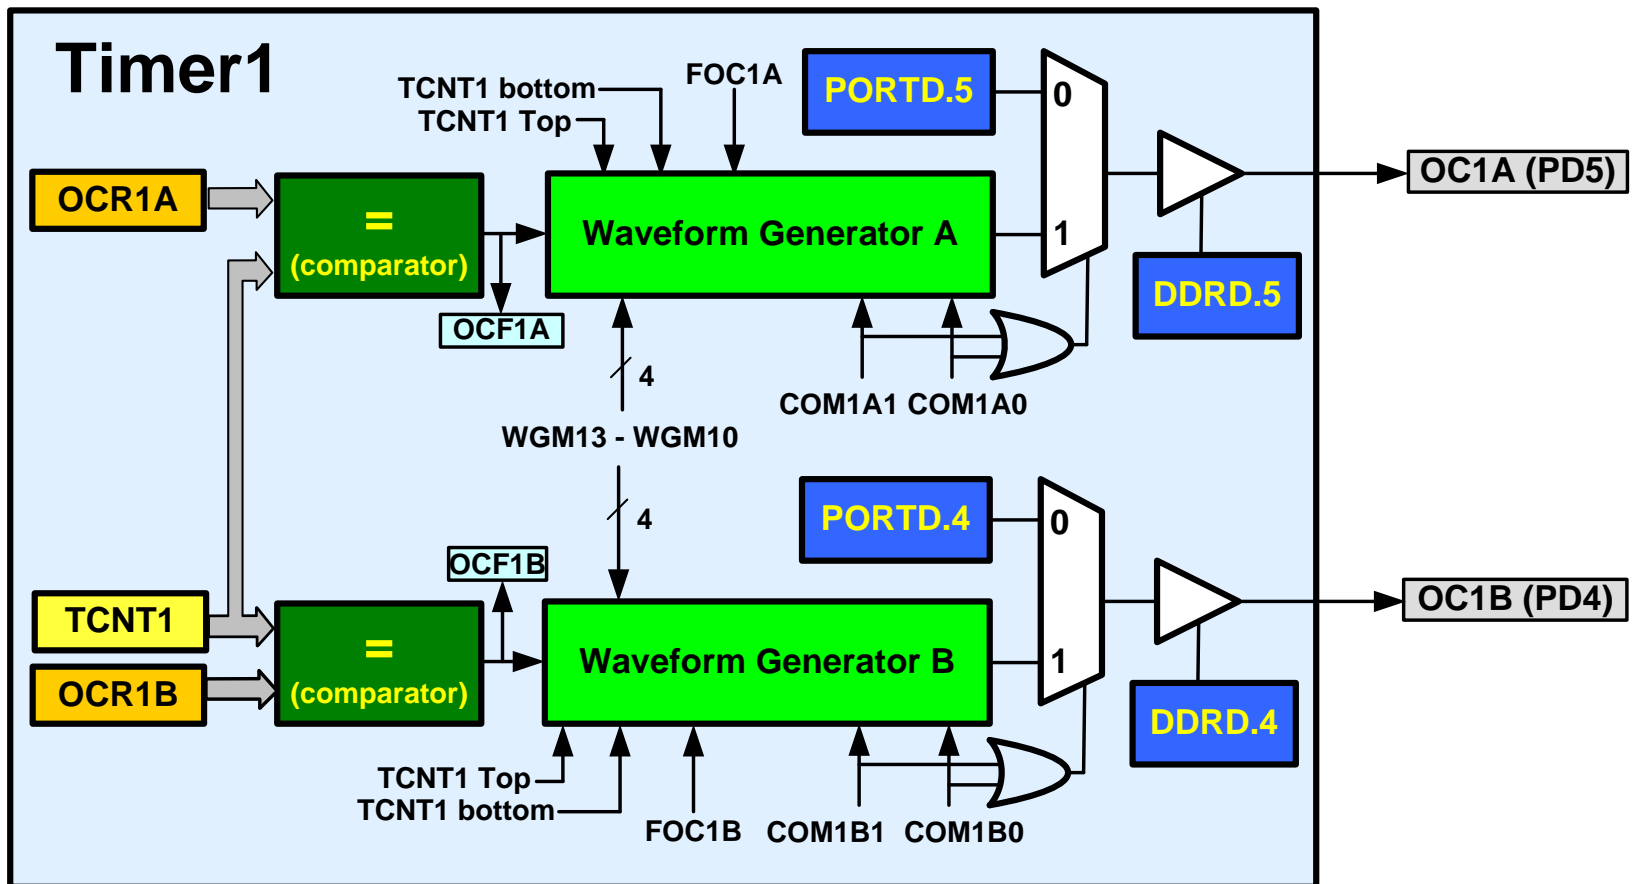 Timer1
TCNT1 bottom
TCNT1 Top
FOC1A
PORTD.5
0
1
OCR1A
=
(comparator)
Waveform Generator A
OC1A (PD5)
DDRD.5
OCF1A
4
COM1A1 COM1A0
WGM13 - WGM10
4
PORTD.4
0
1
OCF1B
TCNT1
OCR1B
=
(comparator)
Waveform Generator B
OC1B (PD4)
DDRD.4
TCNT1 Top
TCNT1 bottom
FOC1B
COM1B1 COM1B0